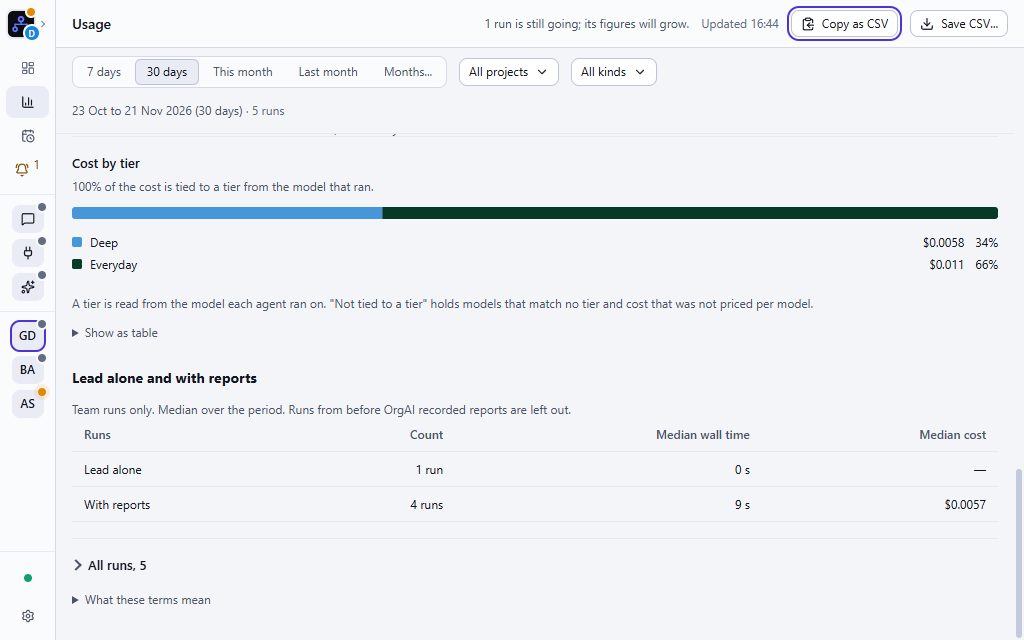 Usage
1 run is still going; its figures will grow.
Updated 16:44
Copy as CSV
Save CSV...
D
7 days
30 days
This month
Last month
Months...
All projects
All kinds
23 Oct to 21 Nov 2026 (30 days) · 5 runs
1
Cost by tier
100% of the cost is tied to a tier from the model that ran.
Deep $0.0058 34%
Everyday $0.011 66%
A tier is read from the model each agent ran on. "Not tied to a tier" holds models that match no tier and cost that was not priced per model.
Show as table
GD
BA
AS
Lead alone and with reports
Team runs only. Median over the period. Runs from before OrgAI recorded reports are left out.
Runs Count Median wall time Median cost
Lead alone 1 run 0 s —
With reports 4 runs 9 s $0.0057
All runs, 5
What these terms mean